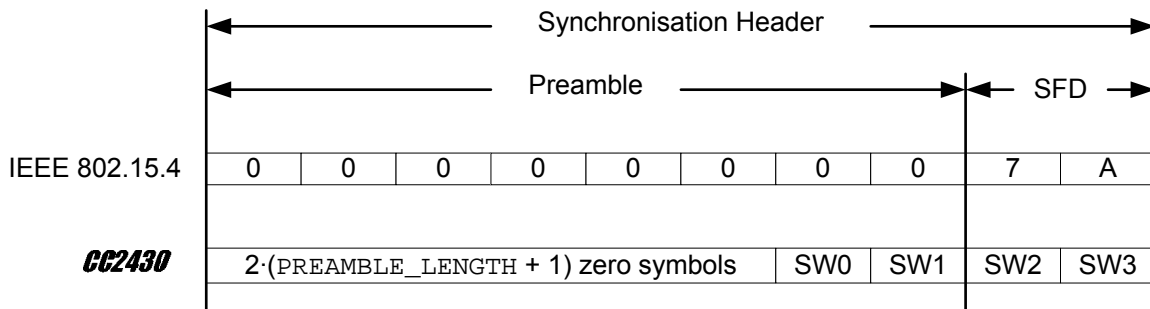 Synchronisation Header
Preamble SFD
IEEE 802.15.4 0 0 0 0 0 0 0 0 7 A
CC2430 2·(PREAMBLE_LENGTH + 1) zero symbols SW0 SW1 SW2 SW3